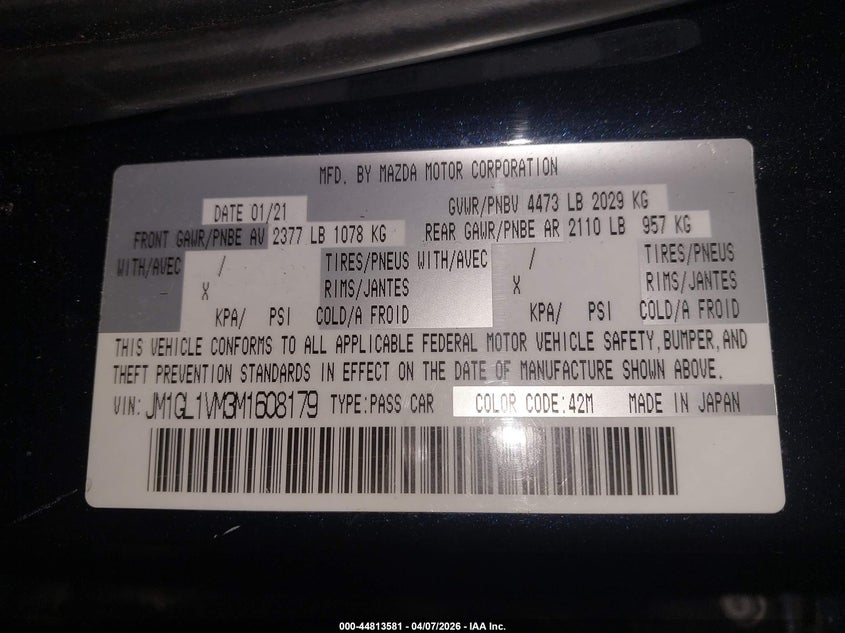 MFD. BY MAZDA MOTOR CORPORATION
DATE 01/21 GVWR/PNBV 4473 LB 2029 KG
FRONT GAWR/PNBE AV 2377 LB 1078 KG REAR GAWR/PNBE AR 2110 LB 957 KG
WITH/AVEC / TIRES/PNEUS WITH/AVEC / TIRES/PNEUS
X RIMS/JANTES X RIMS/JANTES
KPA/ PSI COLD/A FROID KPA/ PSI COLD/A FROID
THIS VEHICLE CONFORMS TO ALL APPLICABLE FEDERAL MOTOR VEHICLE SAFETY,BUMPER,AND
THEFT PREVENTION STANDARDS IN EFFECT ON THE DATE OF MANUFACTURE SHOWN ABOVE.
VIN: JM1GL1VM3M1608179 TYPE:PASS CAR COLOR CODE:42M MADE IN JAPAN
000-44813581 - 04/07/2026 - IAA Inc.